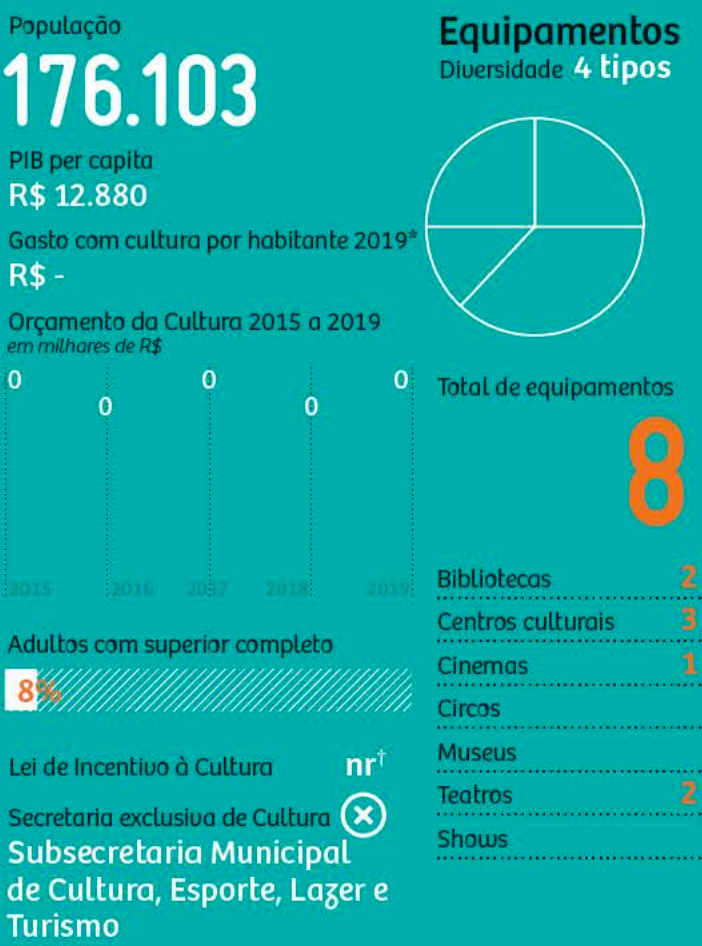 População
176.103
PIB per capita
R$ 12.880
Gasto com cultura por habitante 2019*
R$ -
Orçamento da Cultura 2015 a 2019
em milhares de R$
0 0 0 0 0
2015 2016 2017 2018 2019
Adultos com superior completo
8%
Lei de Incentivo à Cultura nr†
Secretaria exclusiva de Cultura
Subsecretaria Municipal
de Cultura, Esporte, Lazer e
Turismo
Equipamentos
Diversidade 4 tipos
Total de equipamentos
8
Bibliotecas 2
Centros culturais 3
Cinemas 1
Circos
Museus
Teatros 2
Shows